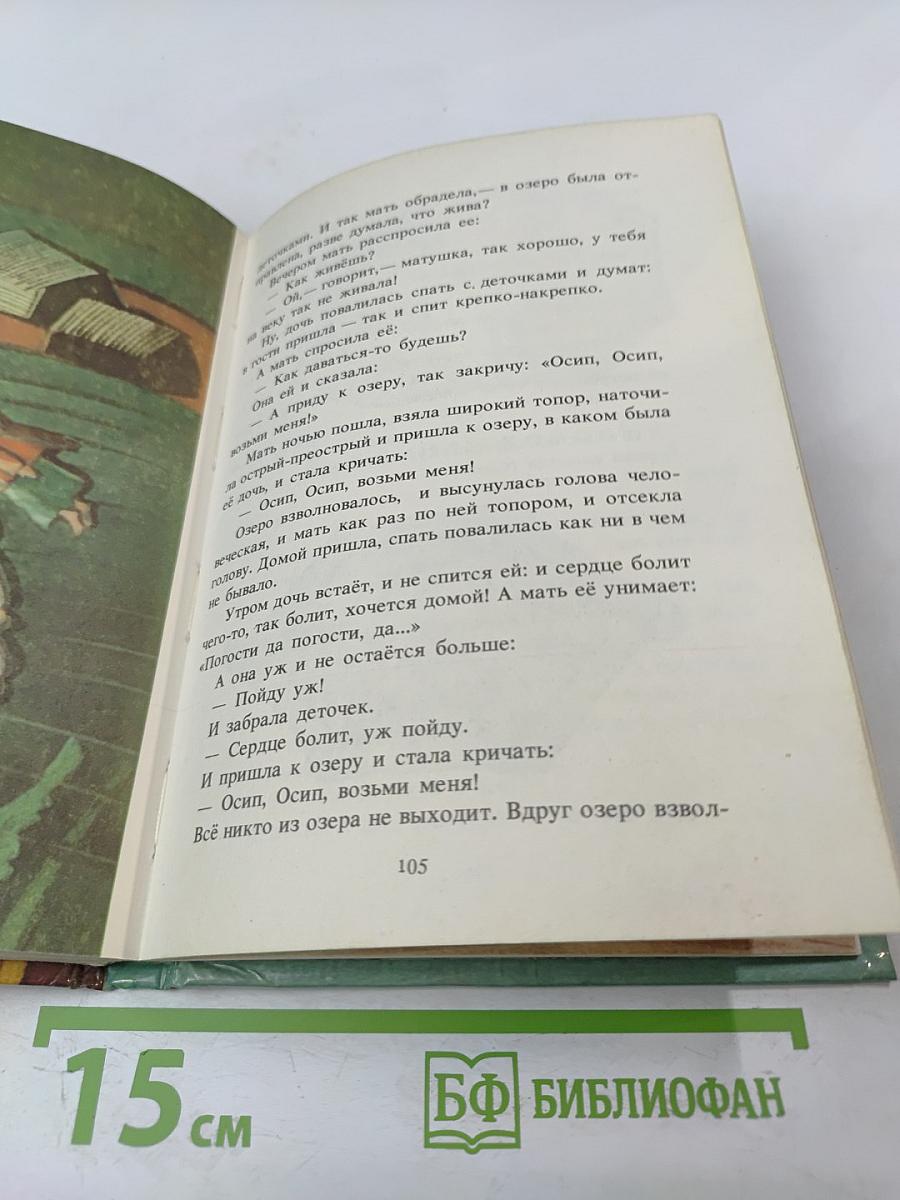 деточками. И так мать обрадела,— в озеро была от-
правлена, разве думала, что жива?
Вечером мать расспросила ее:
— Как живёшь?
— Ой,— говорит,— матушка, так хорошо, у тебя
на веку так не живала!
Ну, дочь повалилась спать с деточками и думат:
в гости пришла — так и спит крепко-накрепко.
А мать спросила её:
— Как даваться-то будешь?
Она ей и сказала:
— А приду к озеру, так закричу: «Осип, Осип,
возьми меня!»
Мать ночью пошла, взяла широкий топор, наточи-
ла острый-преострый и пришла к озеру, в каком была
её дочь, и стала кричать:
— Осип, Осип, возьми меня!
Озеро взволновалось, и высунулась голова чело-
веческая, и мать как раз по ней топором, и отсекла
голову. Домой пришла, спать повалилась как ни в чем
не бывало.
Утром дочь встаёт, и не спится ей: и сердце болит
чего-то, так болит, хочется домой! А мать её унимает:
«Погости да погости, да...»
А она уж и не остаётся больше:
— Пойду уж!
И забрала деточек.
— Сердце болит, уж пойду.
И пришла к озеру и стала кричать:
— Осип, Осип, возьми меня!
Всё никто из озера не выходит. Вдруг озеро взвол-
105
15 см
БФ БИБЛИОФАН